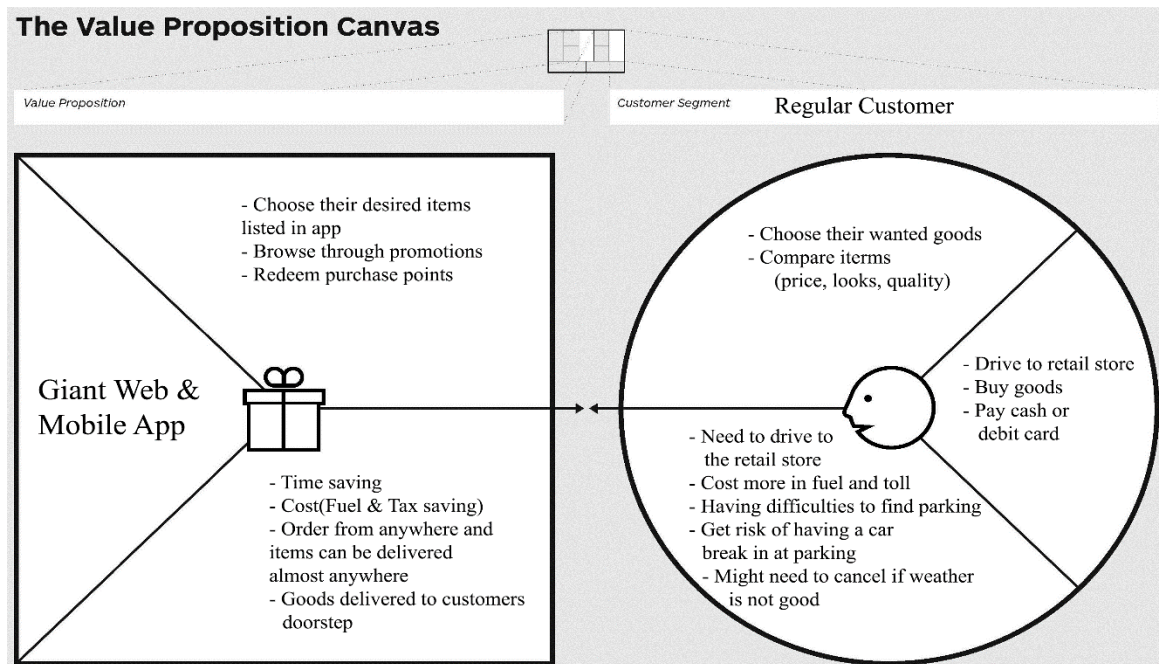 The Value Proposition Canvas
Value Proposition
Customer Segment Regular Customer
- Choose their desired items
listed in app
- Browse through promotions
- Redeem purchase points
Giant Web &
Mobile App
- Time saving
- Cost(Fuel & Tax saving)
- Order from anywhere and
items can be delivered
almost anywhere
- Goods delivered to customers
doorstep
- Choose their wanted goods
- Compare iterms
(price, looks, quality)
- Drive to retail store
- Buy goods
- Pay cash or
debit card
- Need to drive to
the retail store
- Cost more in fuel and toll
- Having difficulties to find parking
- Get risk of having a car
break in at parking
- Might need to cancel if weather
is not good